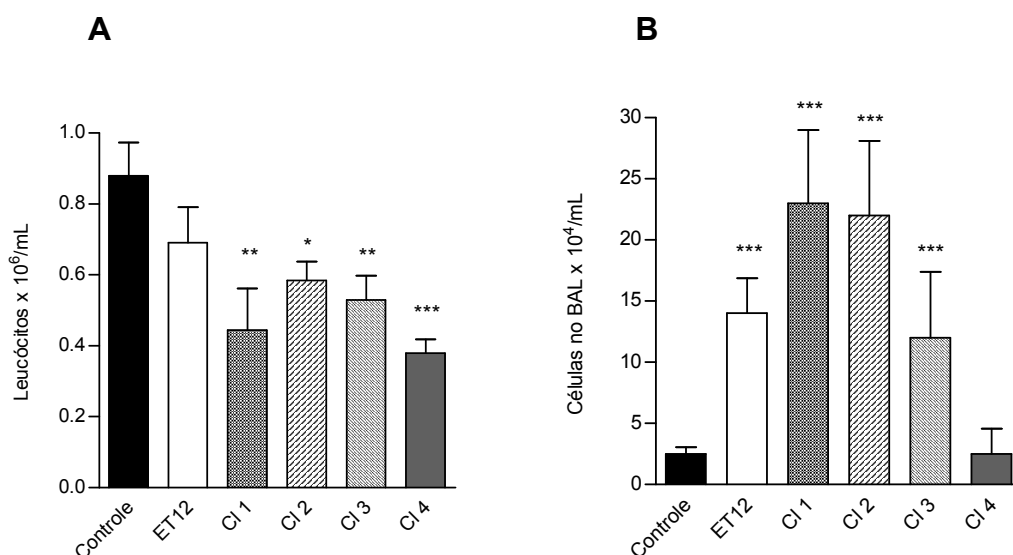 A
Leucócitos x 10⁶/mL
1.0
0.8
0.6
0.4
0.2
0.0
**
*
**
***
Controle
ET12
CI 1
CI 2
CI 3
CI 4
B
Células no BAL x 10⁴/mL
30
25
20
15
10
5
0
***
***
***
***
Controle
ET12
CI 1
CI 2
CI 3
CI 4